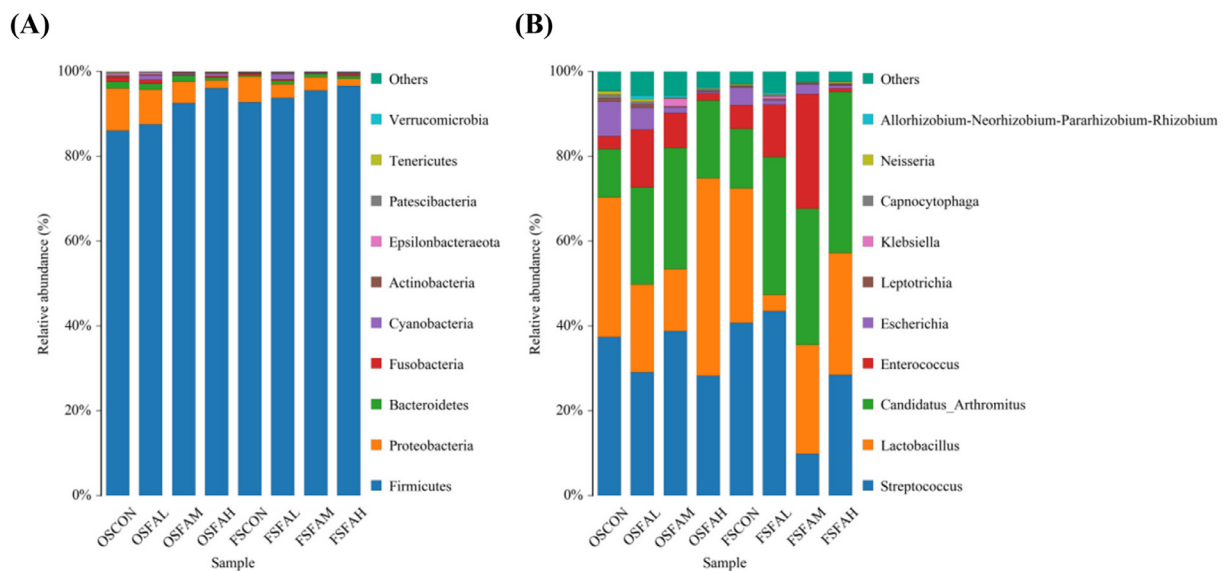 (A)
(B)
100%
80%
60%
40%
20%
0%
Relative abundance (%)
OSCON
OSFAL
OSFAM
OSFAH
FSCON
FSFAL
FSFAM
FSFAH
Sample
Others
Verrucomicrobia
Tenericutes
Patescibacteria
Epsilonbacteraeota
Actinobacteria
Cyanobacteria
Fusobacteria
Bacteroidetes
Proteobacteria
Firmicutes
100%
80%
60%
40%
20%
0%
Relative abundance (%)
OSCON
OSFAL
OSFAM
OSFAH
FSCON
FSFAL
FSFAM
FSFAH
Sample
Others
Allorhizobium-Neorhizobium-Pararhizobium-Rhizobium
Neisseria
Capnocytophaga
Klebsiella
Leptotrichia
Escherichia
Enterococcus
Candidatus_Arthromitus
Lactobacillus
Streptococcus